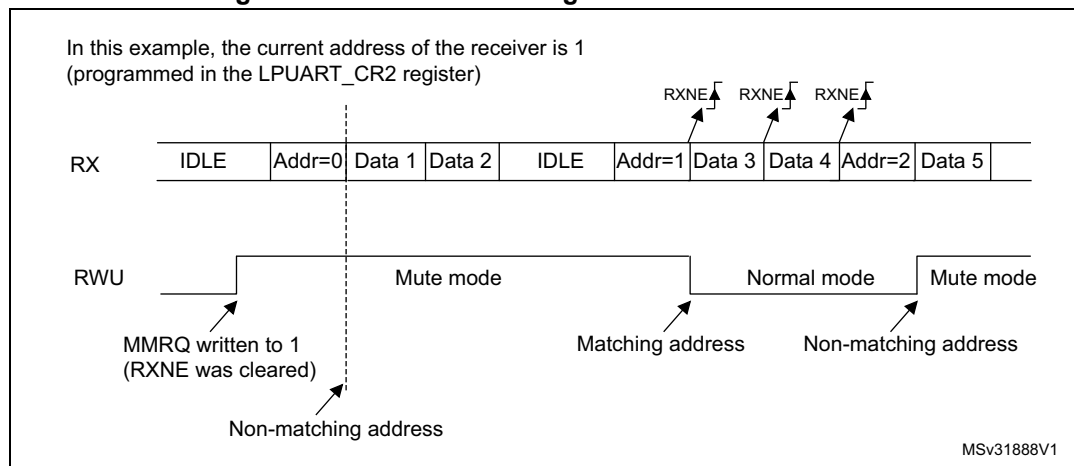 In this example, the current address of the receiver is 1
(programmed in the LPUART_CR2 register)
RXNE RXNE RXNE
RX IDLE Addr=0 Data 1 Data 2 IDLE Addr=1 Data 3 Data 4 Addr=2 Data 5
RWU Mute mode Normal mode Mute mode
MMRQ written to 1 Matching address Non-matching address
(RXNE was cleared)
Non-matching address
MSv31888V1